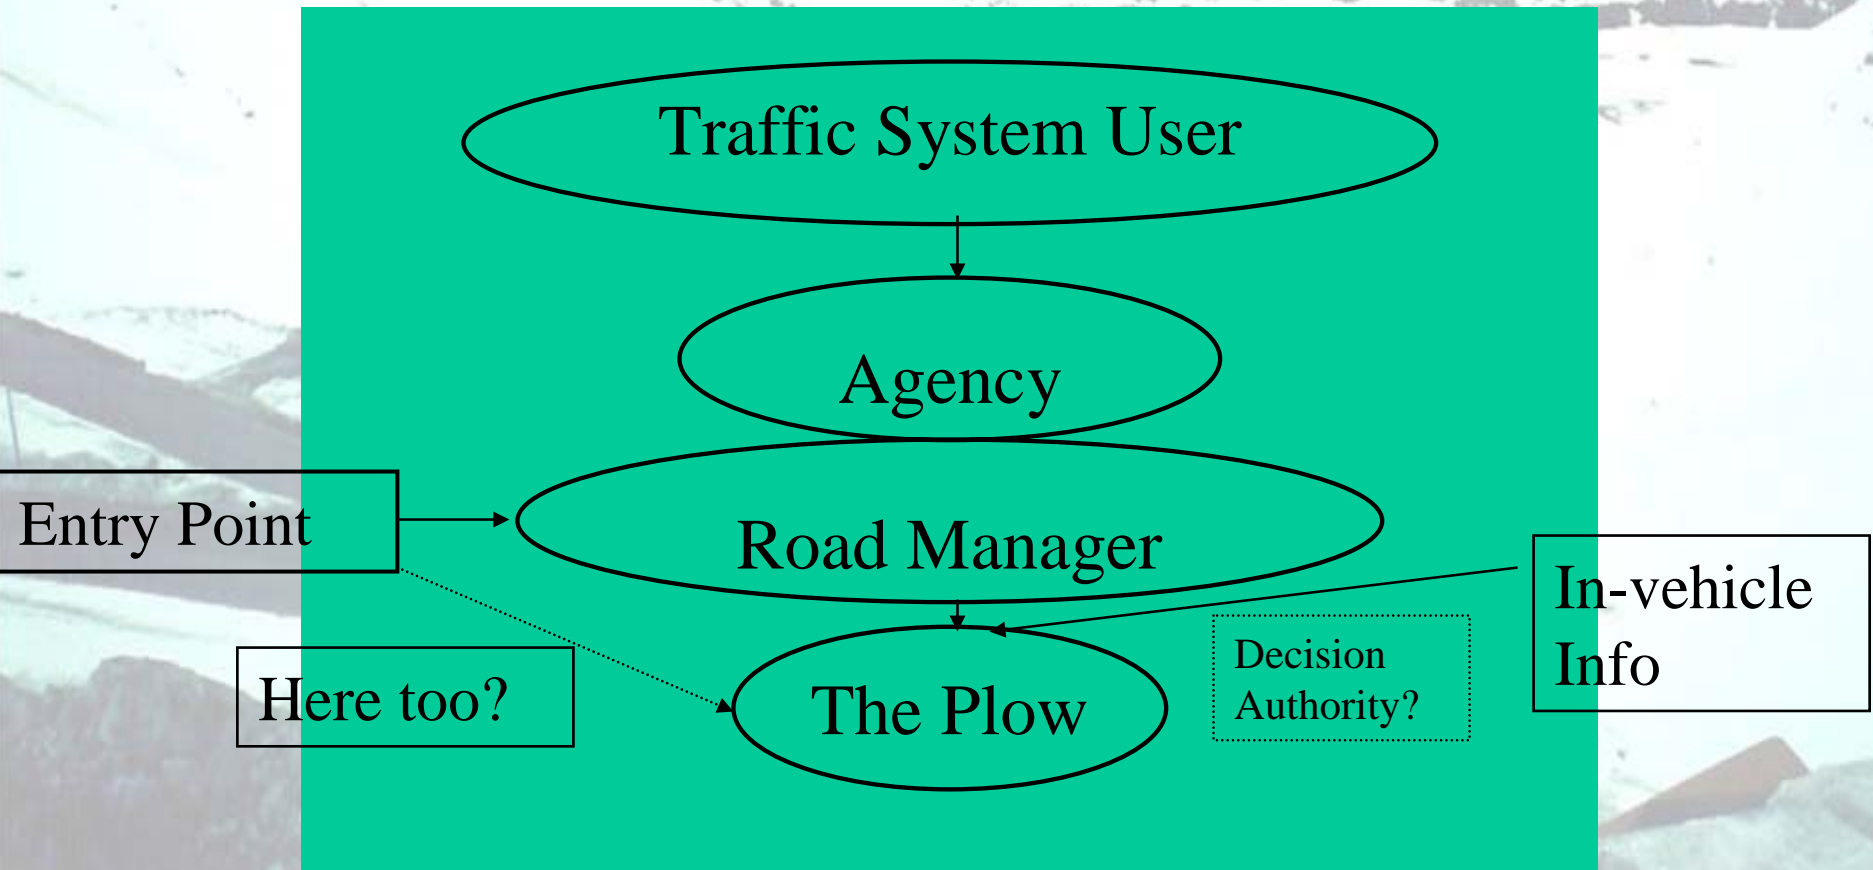 Traffic System User
Agency
Entry Point
Road Manager
In-vehicle
Info
Here too?
The Plow
Decision
Authority?